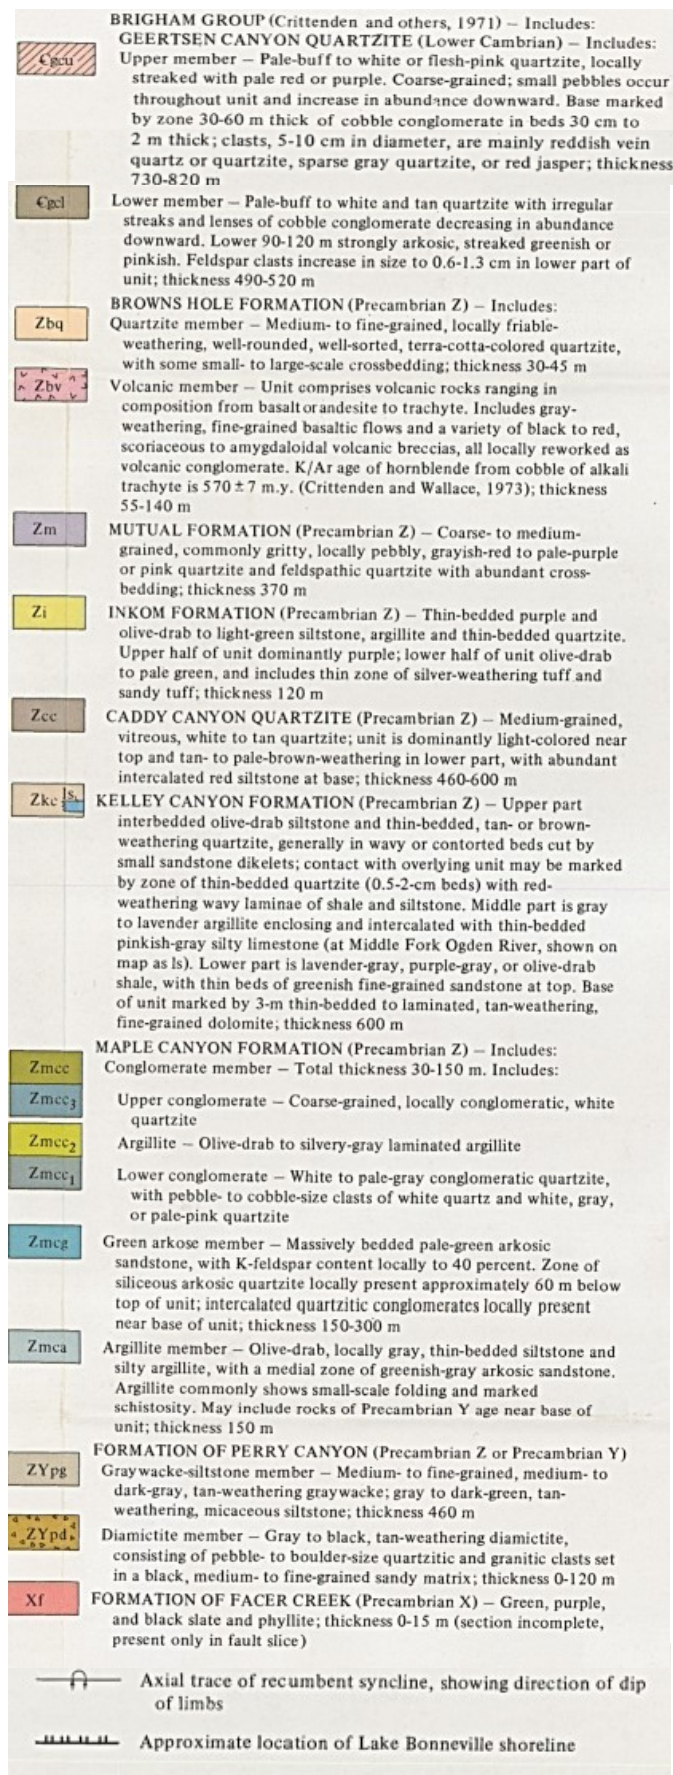 BRIGHAM GROUP (Crittenden and others, 1971) – Includes:
GEERTSEN CANYON QUARTZITE (Lower Cambrian) – Includes:
Єgcu
Upper member – Pale-buff to white or flesh-pink quartzite, locally
streaked with pale red or purple. Coarse-grained; small pebbles occur
throughout unit and increase in abundance downward. Base marked
by zone 30-60 m thick of cobble conglomerate in beds 30 cm to
2 m thick; clasts, 5-10 cm in diameter, are mainly reddish vein
quartz or quartzite, sparse gray quartzite, or red jasper; thickness
730-820 m
Єgcl
Lower member – Pale-buff to white and tan quartzite with irregular
streaks and lenses of cobble conglomerate decreasing in abundance
downward. Lower 90-120 m strongly arkosic, streaked greenish or
pinkish. Feldspar clasts increase in size to 0.6-1.3 cm in lower part of
unit; thickness 490-520 m
BROWNS HOLE FORMATION (Precambrian Z) – Includes:
Zbq
Quartzite member – Medium- to fine-grained, locally friable-
weathering, well-rounded, well-sorted, terra-cotta-colored quartzite,
with some small- to large-scale crossbedding; thickness 30-45 m
Zbv
Volcanic member – Unit comprises volcanic rocks ranging in
composition from basalt or andesite to trachyte. Includes gray-
weathering, fine-grained basaltic flows and a variety of black to red,
scoriaceous to amygdaloidal volcanic breccias, all locally reworked as
volcanic conglomerate. K/Ar age of hornblende from cobble of alkali
trachyte is 570 ± 7 m.y. (Crittenden and Wallace, 1973); thickness
55-140 m
Zm
MUTUAL FORMATION (Precambrian Z) – Coarse- to medium-
grained, commonly gritty, locally pebbly, grayish-red to pale-purple
or pink quartzite and feldspathic quartzite with abundant cross-
bedding; thickness 370 m
Zi
INKOM FORMATION (Precambrian Z) – Thin-bedded purple and
olive-drab to light-green siltstone, argillite and thin-bedded quartzite.
Upper half of unit dominantly purple; lower half of unit olive-drab
to pale green, and includes thin zone of silver-weathering tuff and
sandy tuff; thickness 120 m
Zcc
CADDY CANYON QUARTZITE (Precambrian Z) – Medium-grained,
vitreous, white to tan quartzite; unit is dominantly light-colored near
top and tan- to pale-brown-weathering in lower part, with abundant
intercalated red siltstone at base; thickness 460-600 m
Zkc ls
KELLEY CANYON FORMATION (Precambrian Z) – Upper part
interbedded olive-drab siltstone and thin-bedded, tan- or brown-
weathering quartzite, generally in wavy or contorted beds cut by
small sandstone dikelets; contact with overlying unit may be marked
by zone of thin-bedded quartzite (0.5-2-cm beds) with red-
weathering wavy laminae of shale and siltstone. Middle part is gray
to lavender argillite enclosing and intercalated with thin-bedded
pinkish-gray silty limestone (at Middle Fork Ogden River, shown on
map as ls). Lower part is lavender-gray, purple-gray, or olive-drab
shale, with thin beds of greenish fine-grained sandstone at top. Base
of unit marked by 3-m thin-bedded to laminated, tan-weathering,
fine-grained dolomite; thickness 600 m
MAPLE CANYON FORMATION (Precambrian Z) – Includes:
Zmcc
Conglomerate member – Total thickness 30-150 m. Includes:
Zmcc3
Upper conglomerate – Coarse-grained, locally conglomeratic, white
quartzite
Zmcc2
Argillite – Olive-drab to silvery-gray laminated argillite
Zmcc1
Lower conglomerate – White to pale-gray conglomeratic quartzite,
with pebble- to cobble-size clasts of white quartz and white, gray,
or pale-pink quartzite
Zmcg
Green arkose member – Massively bedded pale-green arkosic
sandstone, with K-feldspar content locally to 40 percent. Zone of
siliceous arkosic quartzite locally present approximately 60 m below
top of unit; intercalated quartzitic conglomerates locally present
near base of unit; thickness 150-300 m
Zmca
Argillite member – Olive-drab, locally gray, thin-bedded siltstone and
silty argillite, with a medial zone of greenish-gray arkosic sandstone.
Argillite commonly shows small-scale folding and marked
schistosity. May include rocks of Precambrian Y age near base of
unit; thickness 150 m
FORMATION OF PERRY CANYON (Precambrian Z or Precambrian Y)
ZYpg
Graywacke-siltstone member – Medium- to fine-grained, medium- to
dark-gray, tan-weathering graywacke; gray to dark-green, tan-
weathering, micaceous siltstone; thickness 460 m
ZYpd
Diamictite member – Gray to black, tan-weathering diamictite,
consisting of pebble- to boulder-size quartzitic and granitic clasts set
in a black, medium- to fine-grained sandy matrix; thickness 0-120 m
Xf
FORMATION OF FACER CREEK (Precambrian X) – Green, purple,
and black slate and phyllite; thickness 0-15 m (section incomplete,
present only in fault slice)
Axial trace of recumbent syncline, showing direction of dip
of limbs
Approximate location of Lake Bonneville shoreline